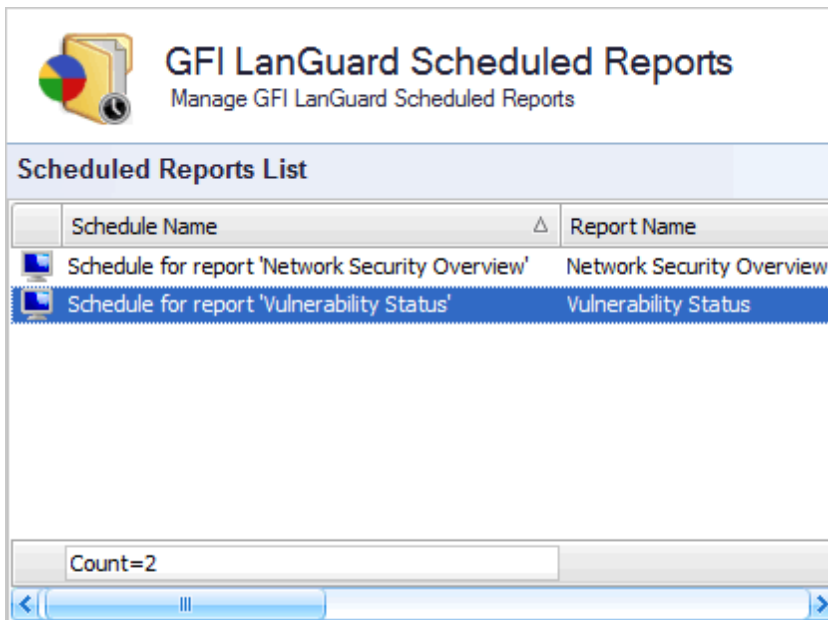 GFI LanGuard Scheduled Reports
Manage GFI LanGuard Scheduled Reports
Scheduled Reports List
Schedule Name Report Name
Schedule for report 'Network Security Overview' Network Security Overview
Schedule for report 'Vulnerability Status' Vulnerability Status
Count=2